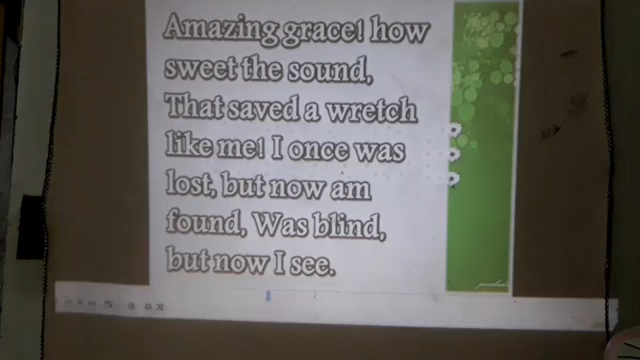 Amazing grace! how
sweet the sound,
That saved a wretch
like me! I once was
lost, but now am
found, Was blind,
but now I see.